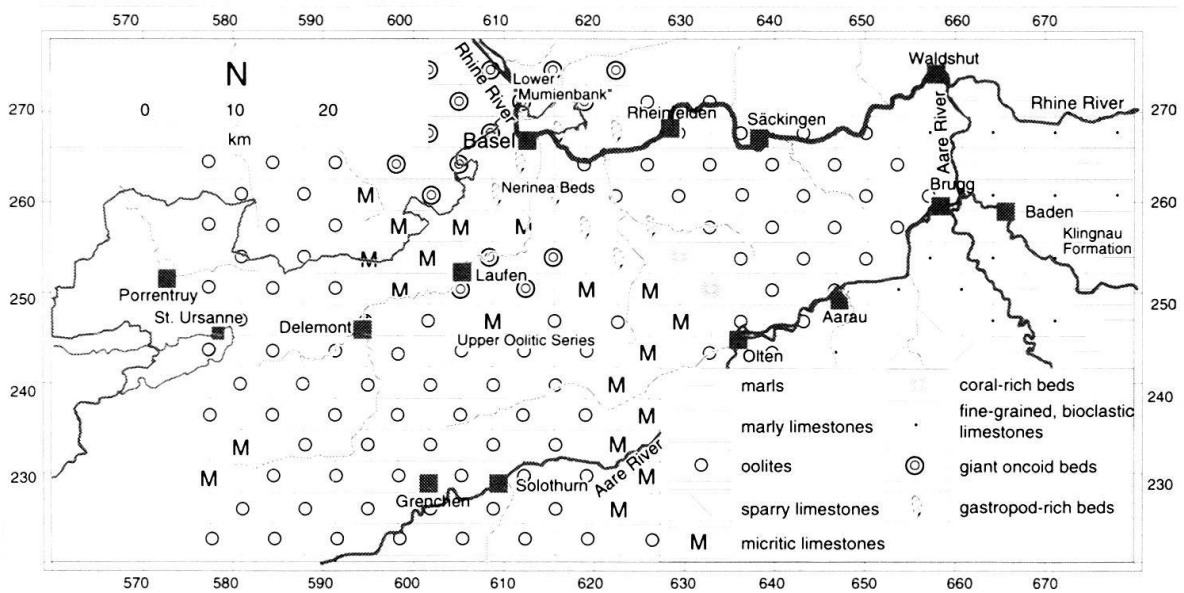 570 580 590 600 610 620 630 640 650 660 670
N
0 10 20
km
Rhine River
Lower
"Mumienbank"
Waldshut
Rhine River
270
270
Basel
Rheinfelden
Säckingen
Aare River
Nerinea Beds
Brugg
260
260
Baden
Klingnau
Formation
Porrentruy
Laufen
250
250
St. Ursanne
Delemont
Aarau
Upper Oolitic Series
Olten
240
240
230
230
Grenchen
Solothurn
Aare River
marls
coral-rich beds
marly limestones
fine-grained, bioclastic
limestones
oolites
giant oncoid beds
sparry limestones
gastropod-rich beds
M micritic limestones
570 580 590 600 610 620 630 640 650 660 670